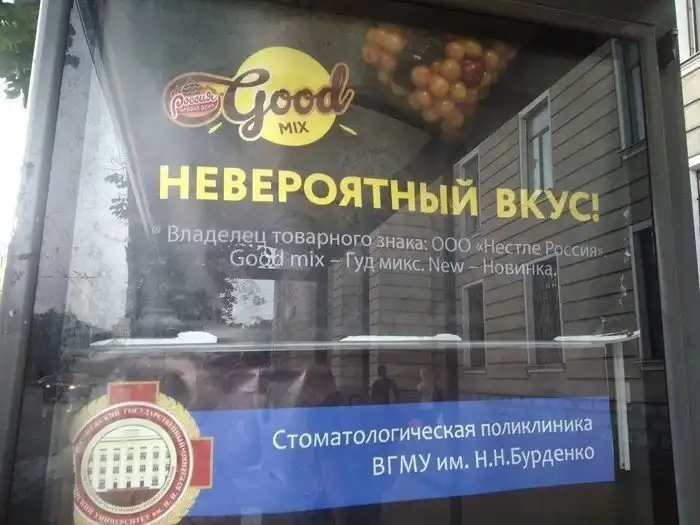 РОССИЯ
Good
MIX
НЕВЕРОЯТНЫЙ ВКУС!
® Владелец товарного знака: ООО «Нестле Россия».
Good mix – Гуд микс. New – Новинка.
Стоматологическая поликлиника
ВГМУ им. Н.Н.Бурденко